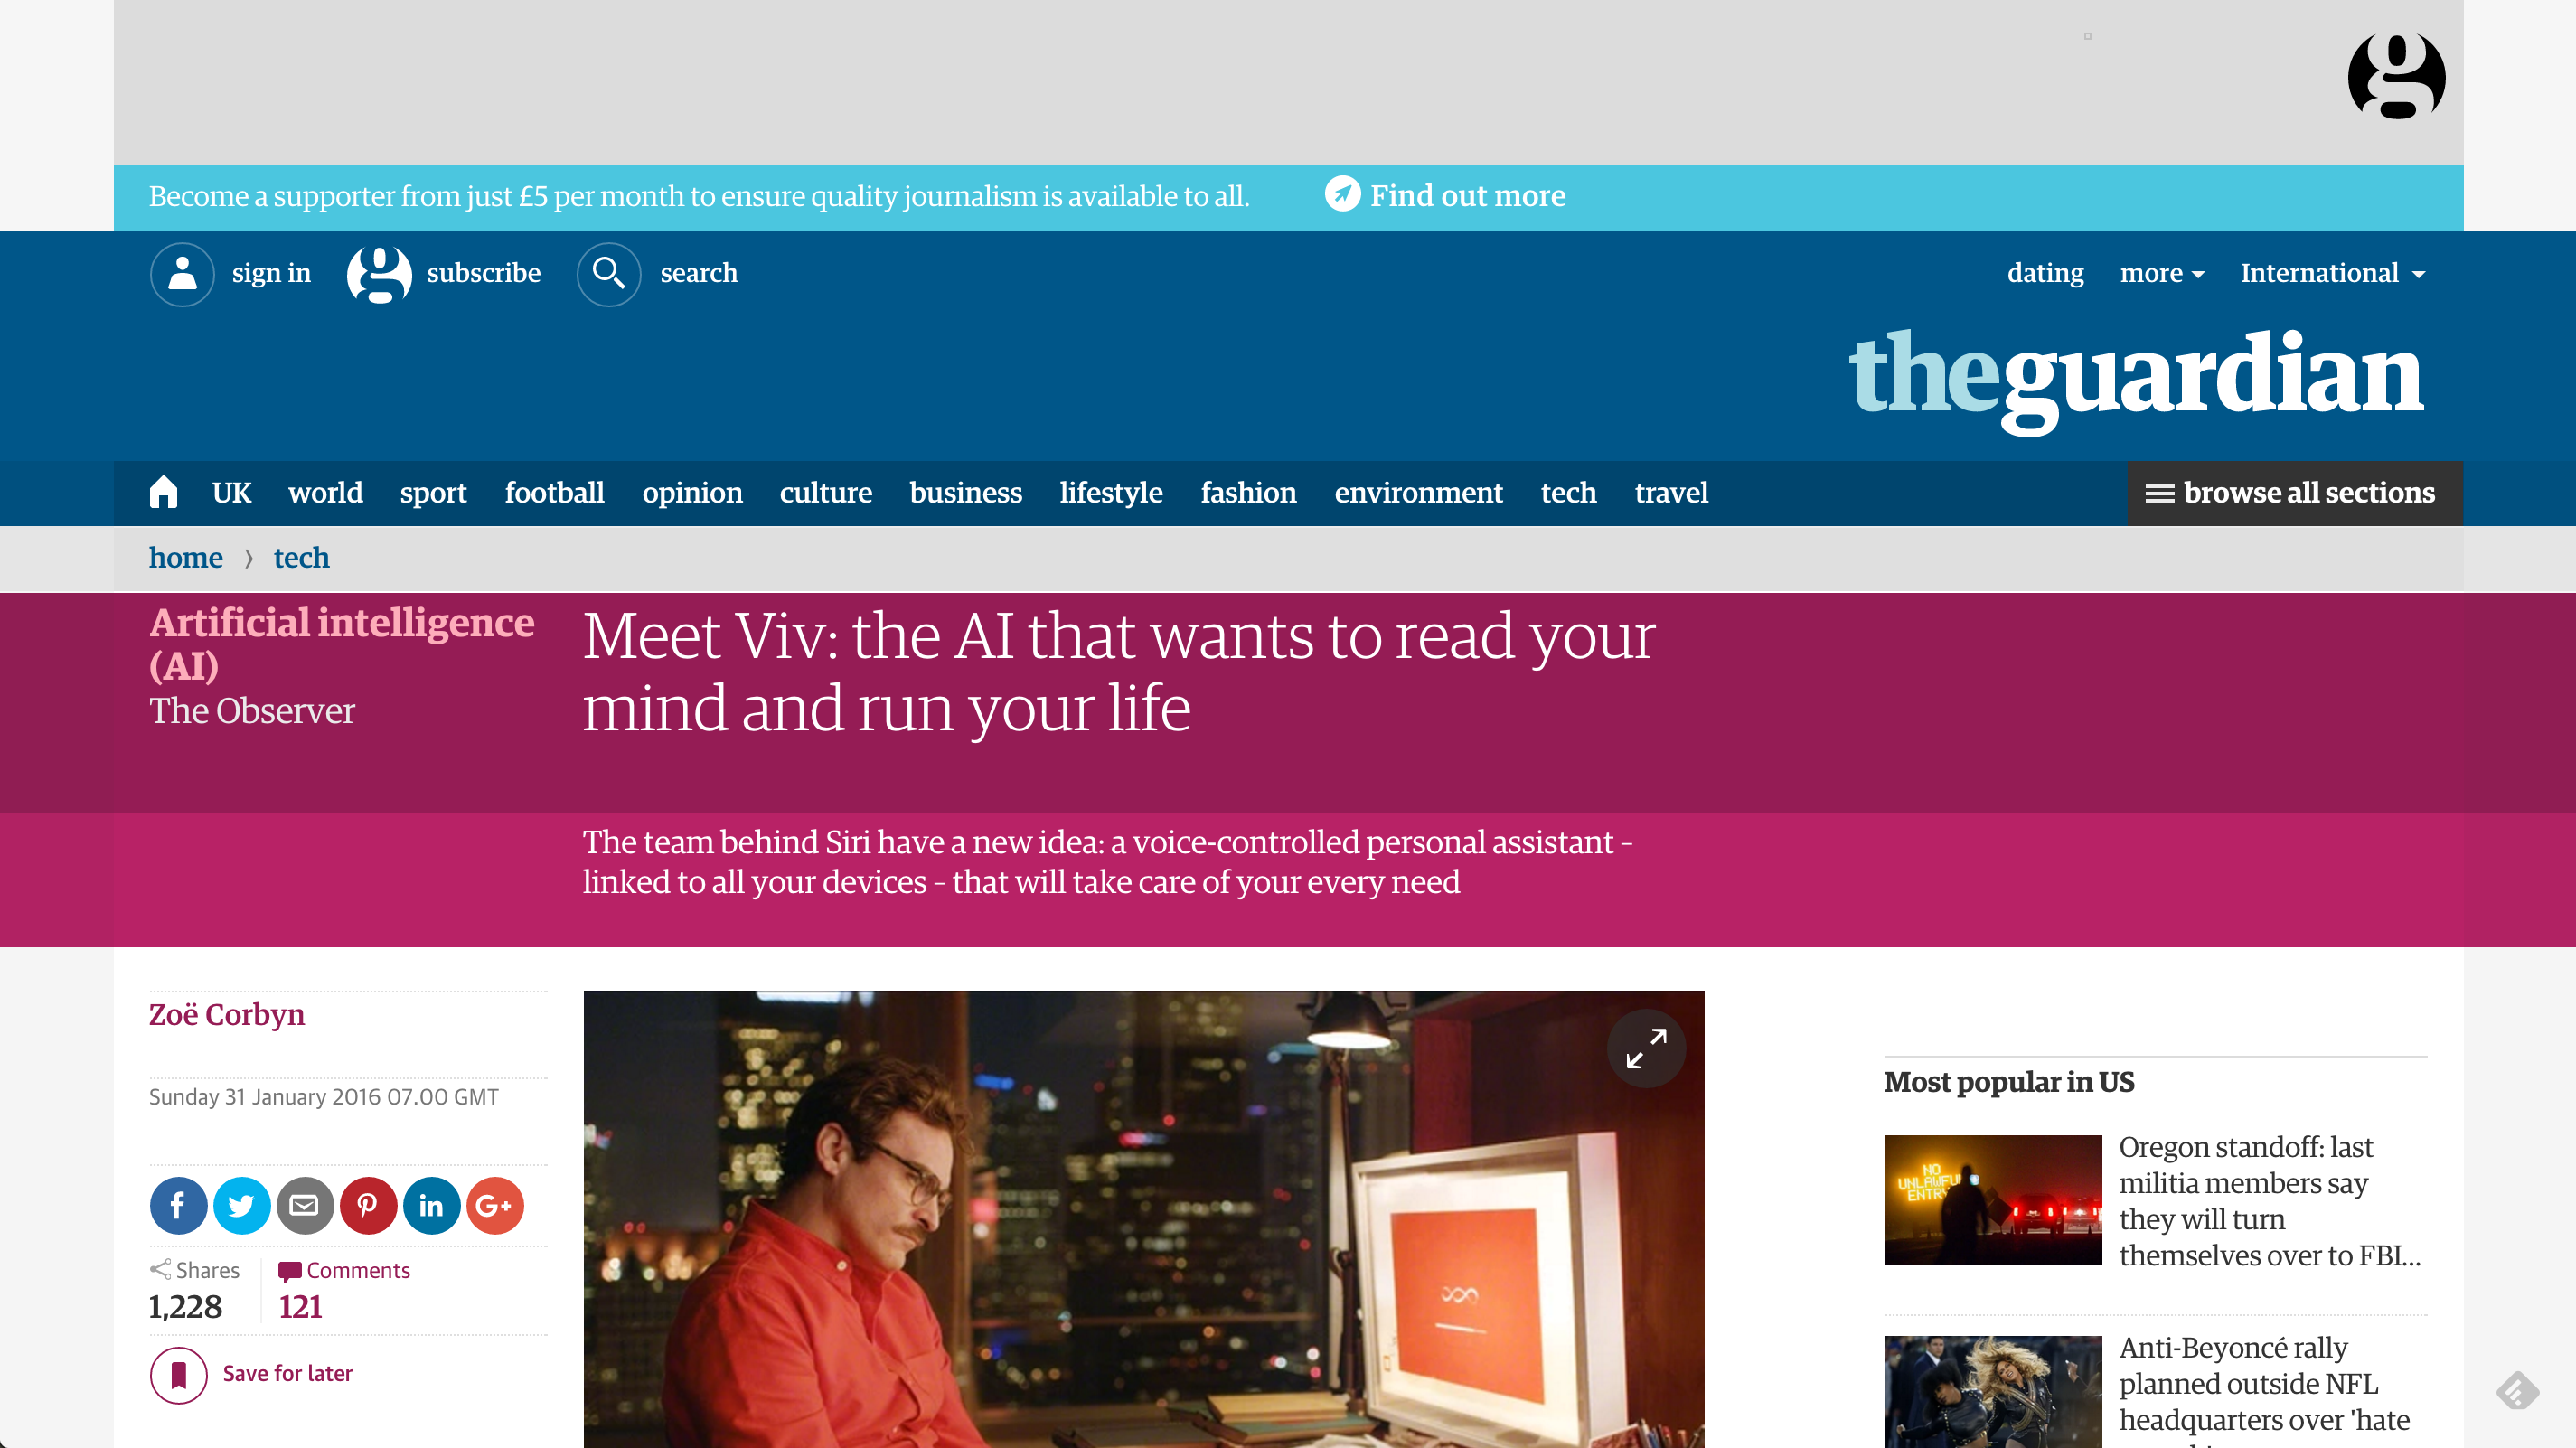 Become a supporter from just £5 per month to ensure quality journalism is available to all.
Find out more
sign in
subscribe
search
dating
more
International
theguardian
UK
world
sport
football
opinion
culture
business
lifestyle
fashion
environment
tech
travel
browse all sections
home
tech
Artificial intelligence
(AI)
The Observer
Meet Viv: the AI that wants to read your
mind and run your life
The team behind Siri have a new idea: a voice-controlled personal assistant –
linked to all your devices – that will take care of your every need
Zoë Corbyn
Sunday 31 January 2016 07.00 GMT
Shares
1,228
Comments
121
Save for later
Most popular in US
NO
UNLAWFUL
ENTRY
Oregon standoff: last
militia members say
they will turn
themselves over to FBI...
Anti-Beyoncé rally
planned outside NFL
headquarters over 'hate